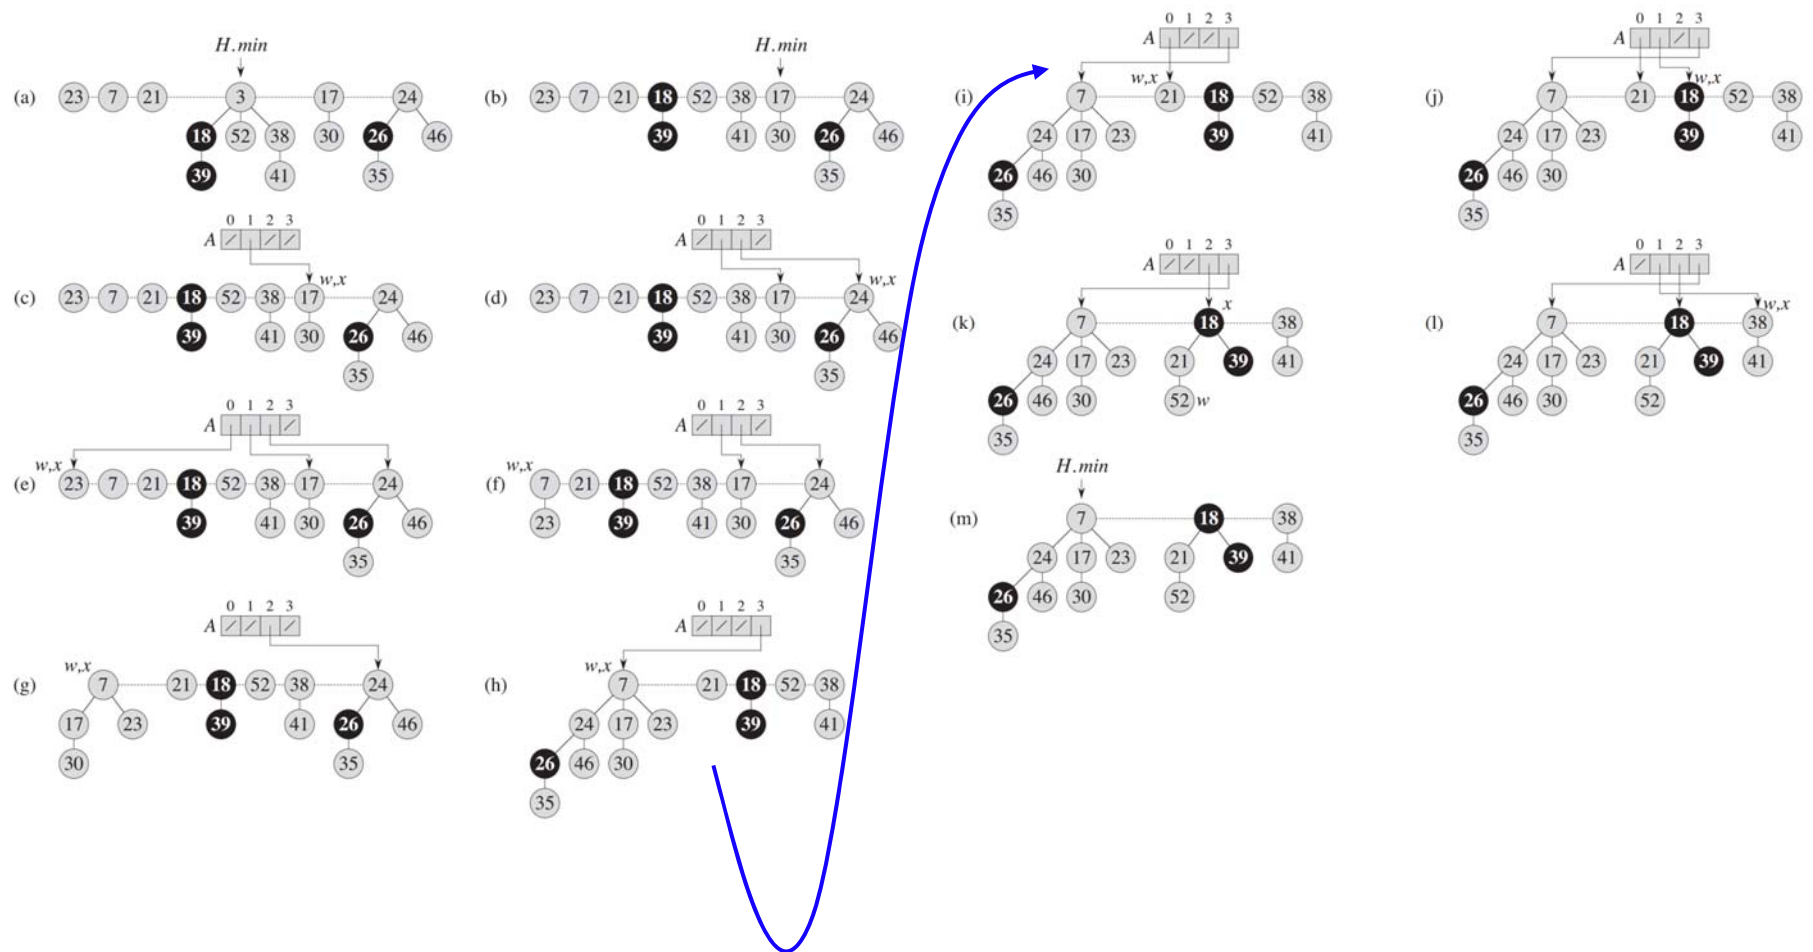 H.min
(a) 23 7 21 3 17 24
18 52 38 30 26 46
39 41 35
H.min
(b) 23 7 21 18 52 38 17 24
39 41 30 26 46
35
0 1 2 3
A
w,x
(c) 23 7 21 18 52 38 17 24
39 41 30 26 46
35
0 1 2 3
A
w,x
(d) 23 7 21 18 52 38 17 24
39 41 30 26 46
35
0 1 2 3
A
w,x
(e) 23 7 21 18 52 38 17 24
39 41 30 26 46
35
0 1 2 3
A
w,x
(f) 7 21 18 52 38 17 24
23 39 41 30 26 46
35
0 1 2 3
A
w,x
(g) 7 21 18 52 38 24
17 23 39 41 26 46
30 35
0 1 2 3
A
w,x
(h) 7 21 18 52 38
24 17 23 39 41
26 46 30
35
0 1 2 3
A
w,x
(i) 7 21 18 52 38
24 17 23 39 41
26 46 30
35
0 1 2 3
A
w,x
(j) 7 21 18 52 38
24 17 23 39 41
26 46 30
35
0 1 2 3
A
x
(k) 7 18 38
24 17 23 21 39 41
26 46 30 52 w
35
0 1 2 3
A
w,x
(l) 7 18 38
24 17 23 21 39 41
26 46 30 52
35
H.min
(m) 7 18 38
24 17 23 21 39 41
26 46 30 52
35